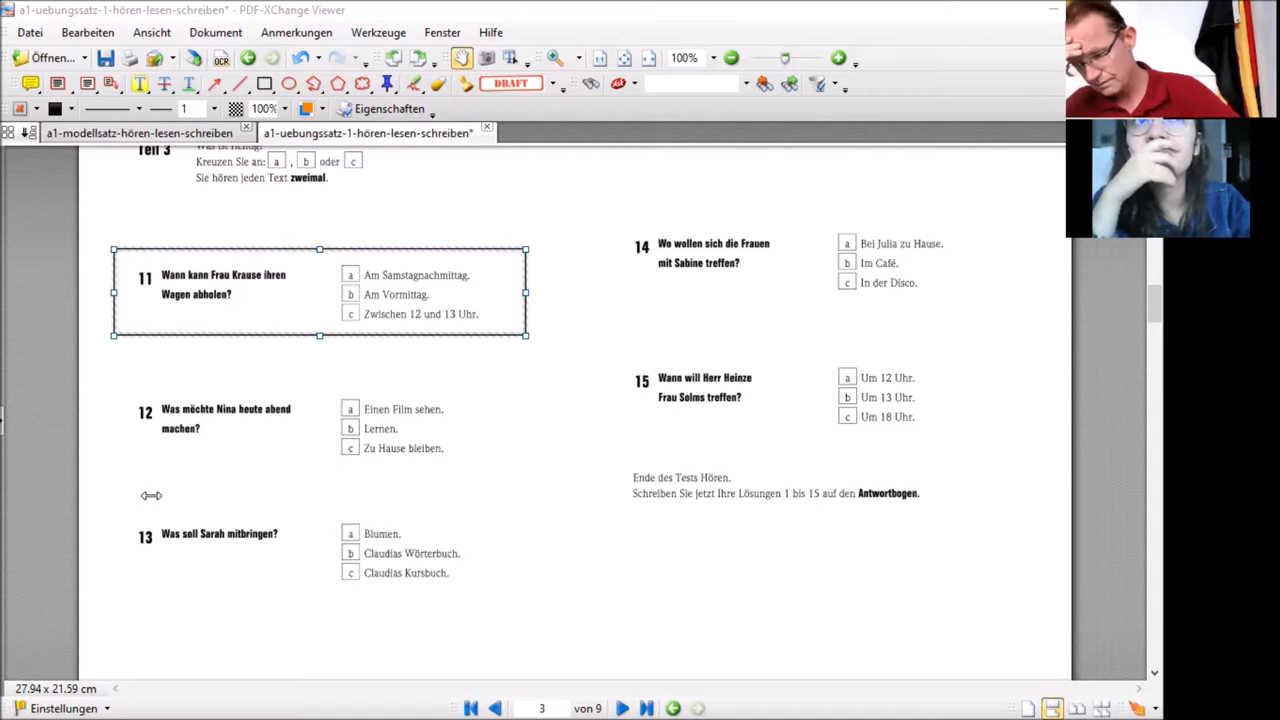 a1-uebungssatz-1-hören-lesen-schreiben* - PDF-XChange Viewer
Datei Bearbeiten Ansicht Dokument Anmerkungen Werkzeuge Fenster Hilfe
Öffnen... OCR 100%
DRAFT
1 100% Eigenschaften
a1-modellsatz-hören-lesen-schreiben a1-uebungssatz-1-hören-lesen-schreiben*
Teil 3
Was ist richtig?
Kreuzen Sie an: a , b oder c
Sie hören jeden Text zweimal.
11 Wann kann Frau Krause ihren Wagen abholen?
a Am Samstagnachmittag.
b Am Vormittag.
c Zwischen 12 und 13 Uhr.
12 Was möchte Nina heute abend machen?
a Einen Film sehen.
b Lernen.
c Zu Hause bleiben.
13 Was soll Sarah mitbringen?
a Blumen.
b Claudias Wörterbuch.
c Claudias Kursbuch.
14 Wo wollen sich die Frauen mit Sabine treffen?
a Bei Julia zu Hause.
b Im Café.
c In der Disco.
15 Wann will Herr Heinze Frau Solms treffen?
a Um 12 Uhr.
b Um 13 Uhr.
c Um 18 Uhr.
Ende des Tests Hören.
Schreiben Sie jetzt Ihre Lösungen 1 bis 15 auf den Antwortbogen.
27.94 x 21.59 cm
Einstellungen 3 von 9